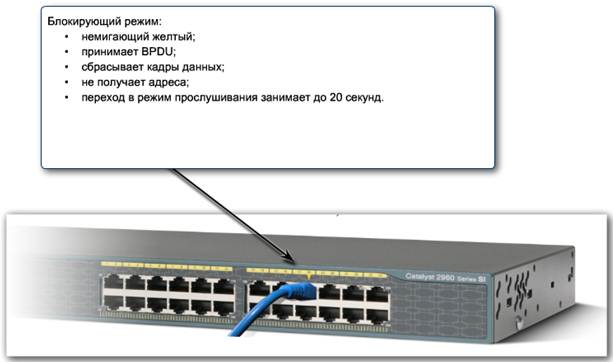 Блокирующий режим:
• немигающий желтый;
• принимает BPDU;
• сбрасывает кадры данных;
• не получает адреса;
• переход в режим прослушивания занимает до 20 секунд.
Catalyst 2960 Series SI